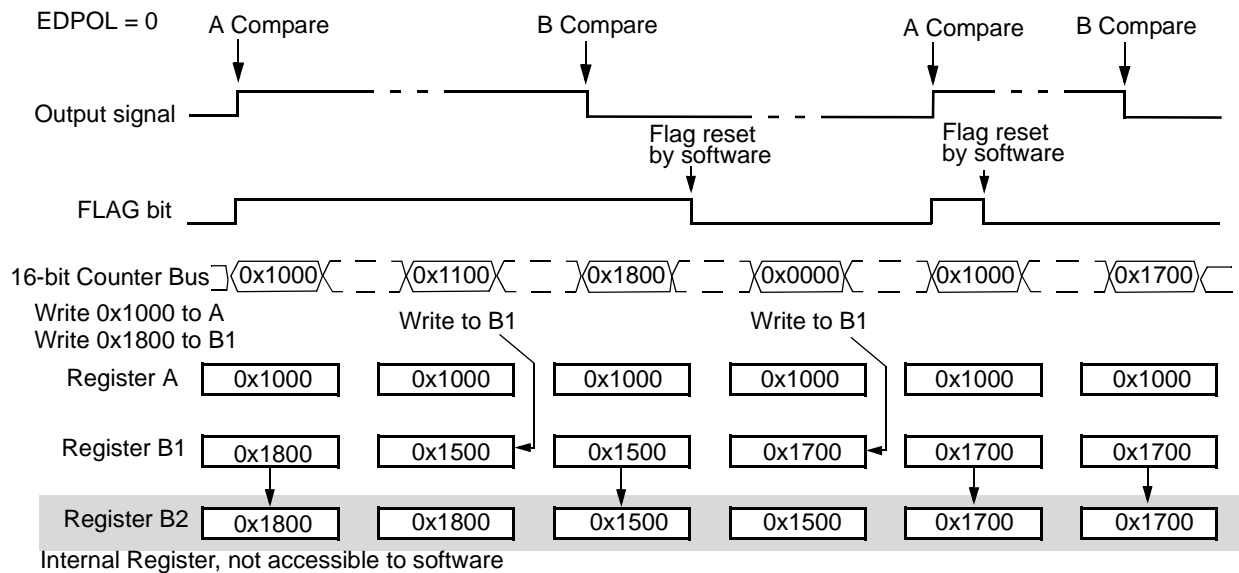 EDPOL = 0
A Compare B Compare A Compare B Compare
Output signal
Flag reset by software
Flag reset by software
FLAG bit
16-bit Counter Bus 0x1000 0x1100 0x1800 0x0000 0x1000 0x1700
Write 0x1000 to A
Write 0x1800 to B1
Write to B1 Write to B1
Register A 0x1000 0x1000 0x1000 0x1000 0x1000 0x1000
Register B1 0x1800 0x1500 0x1500 0x1700 0x1700 0x1700
Register B2 0x1800 0x1800 0x1500 0x1500 0x1700 0x1700
Internal Register, not accessible to software